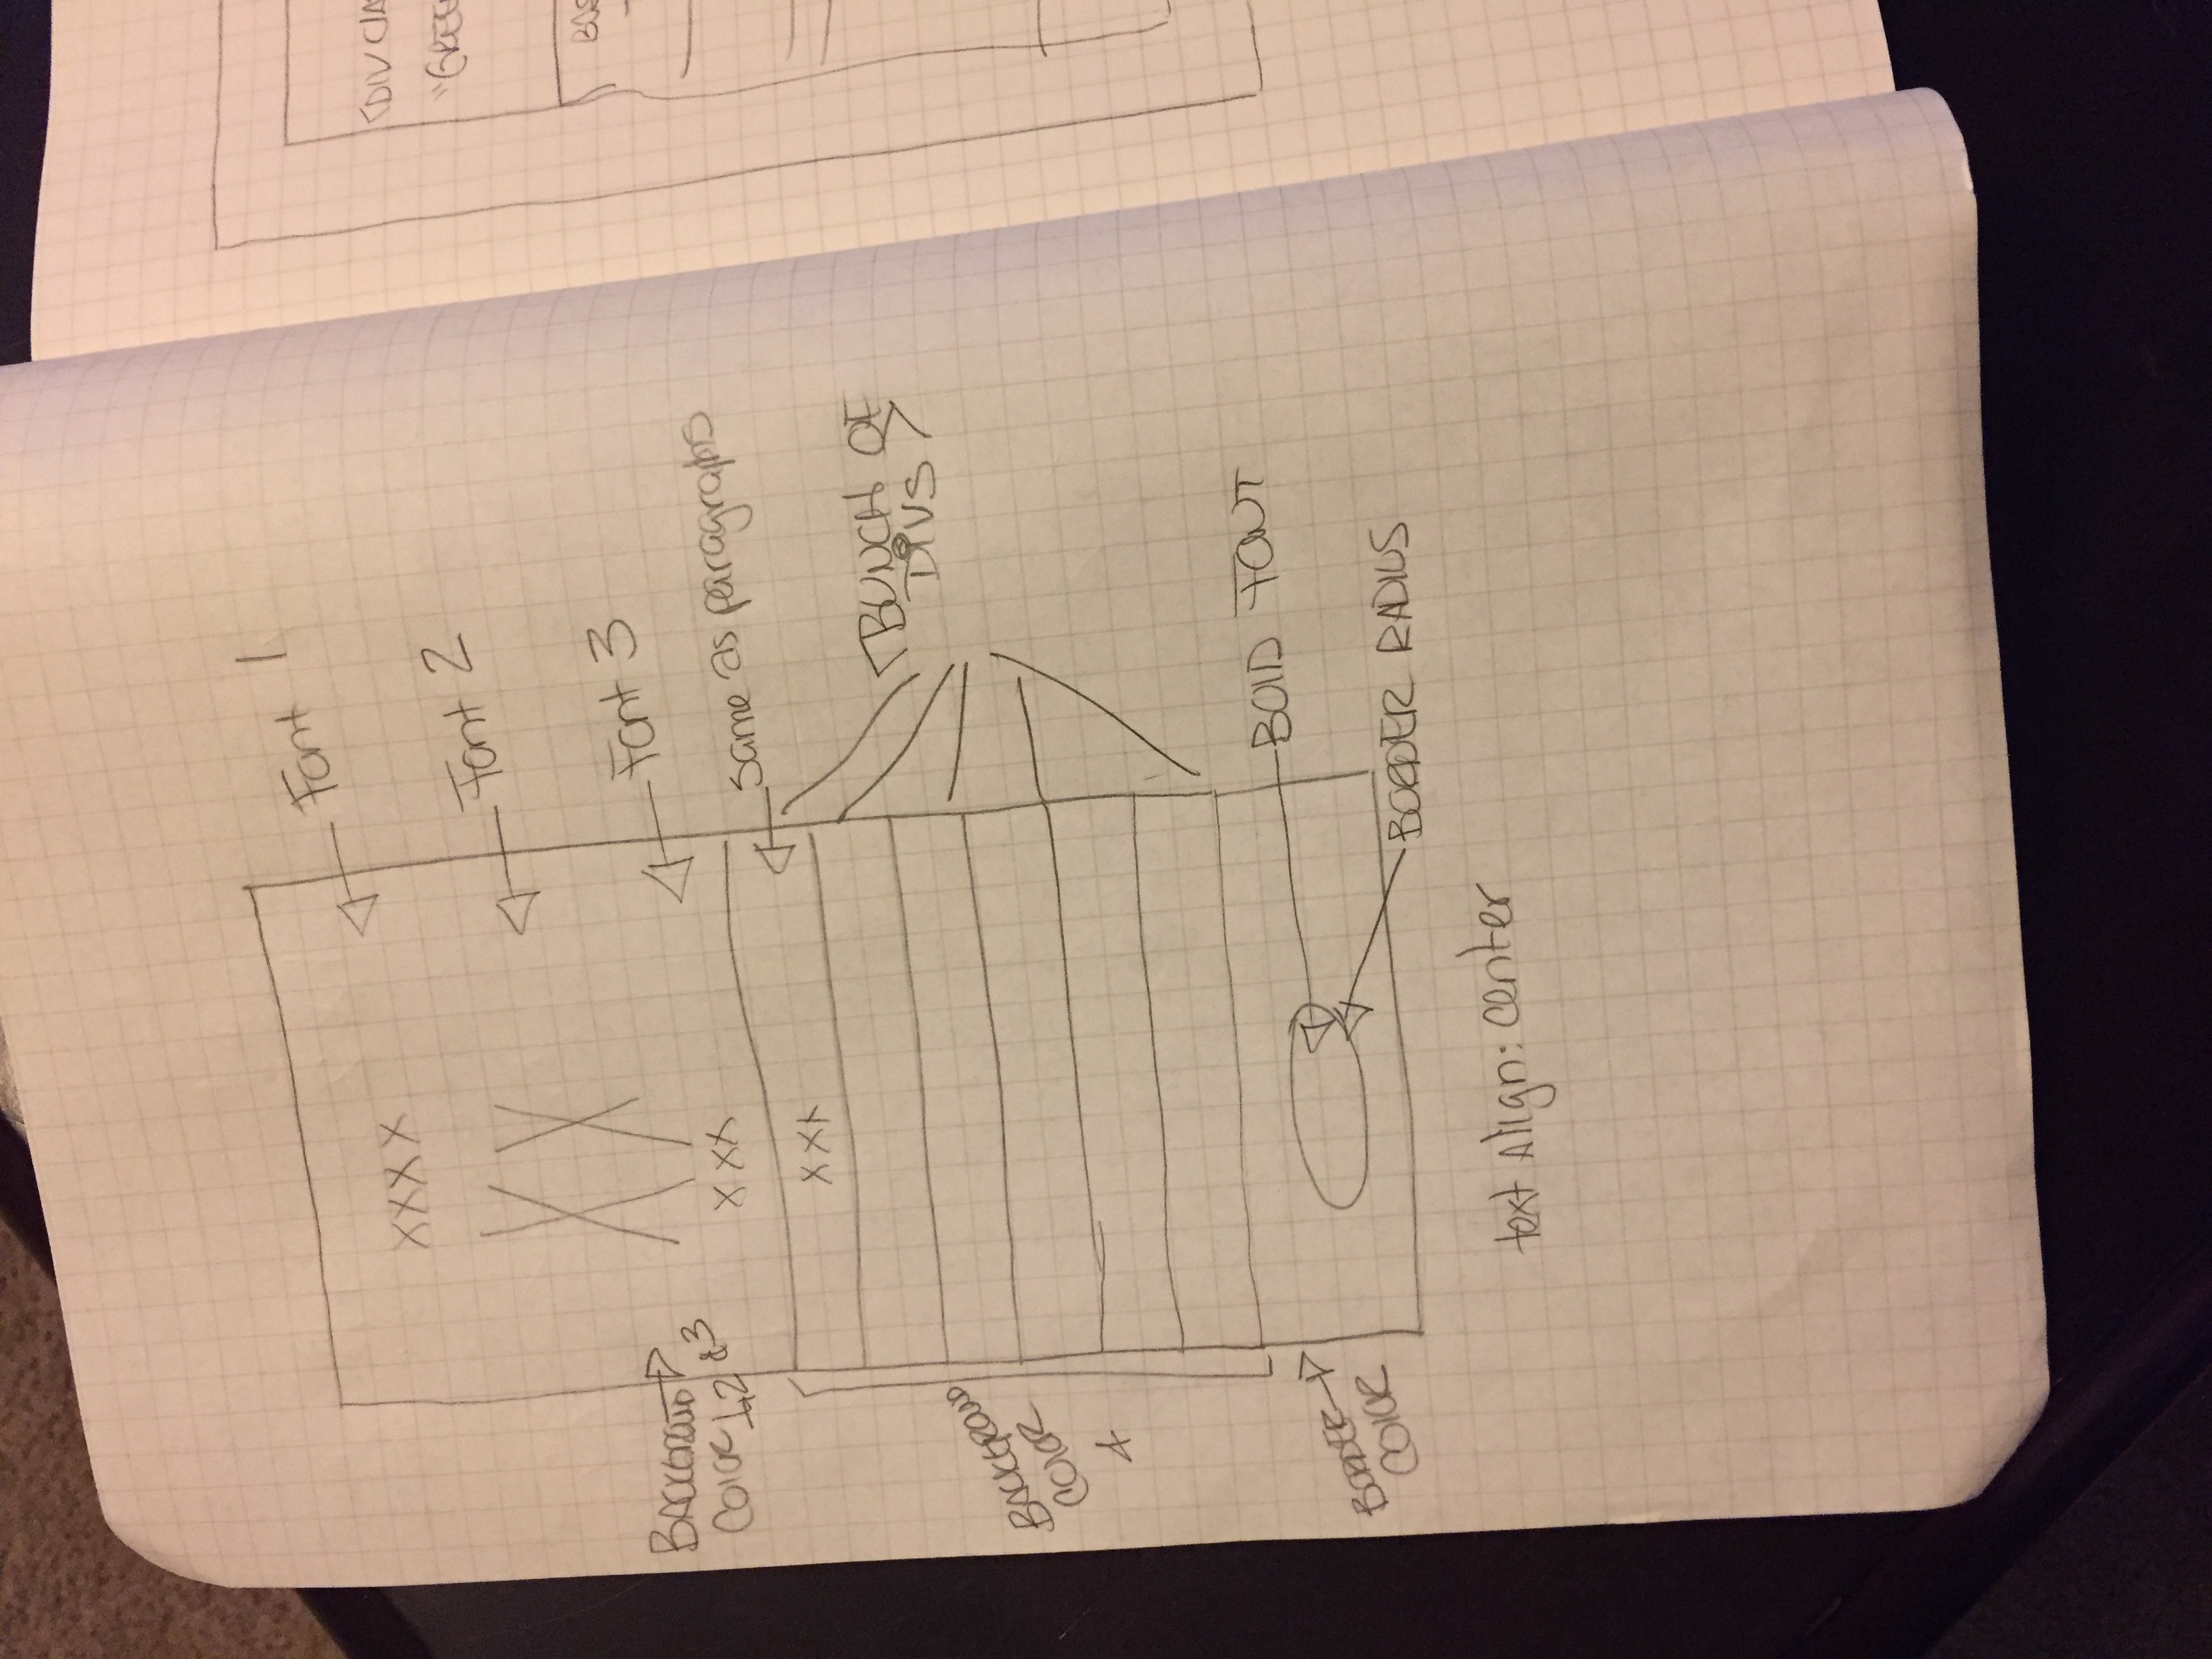 Font 1
XXXX
Font 2
XX
Font 3
BACKGROUND
COLOR 1,2 &3
XXX
Same as paragraphs
XXX
<BUNCH OF
DIVS>
BACKGROUND
COLOR
4
BOLD FONT
BORDER
COLOR
BORDER RADIUS
text Align: center
<DIV CLA
"GREE